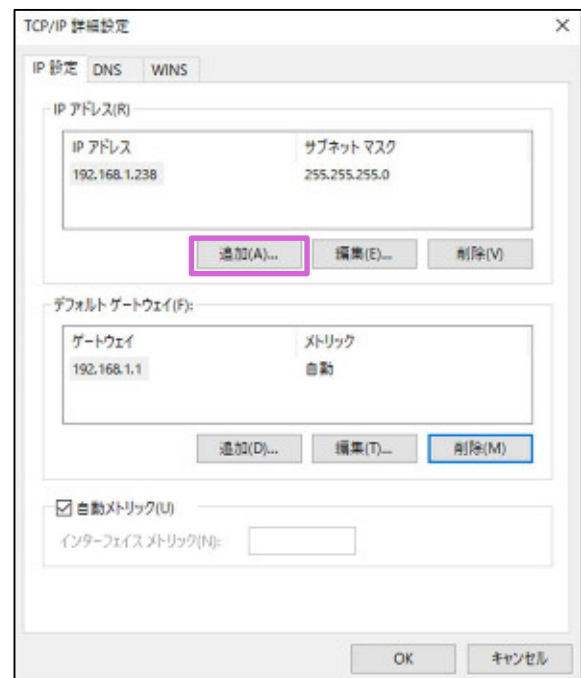 TCP/IP 詳細設定
IP 設定 DNS WINS
IP アドレス(R)
IP アドレス サブネット マスク
192.168.1.238 255.255.255.0
追加(A)... 編集(E)... 削除(V)
デフォルト ゲートウェイ(F):
ゲートウェイ メトリック
192.168.1.1 自動
追加(D)... 編集(T)... 削除(M)
自動メトリック(U)
インターフェイス メトリック(N):
OK キャンセル